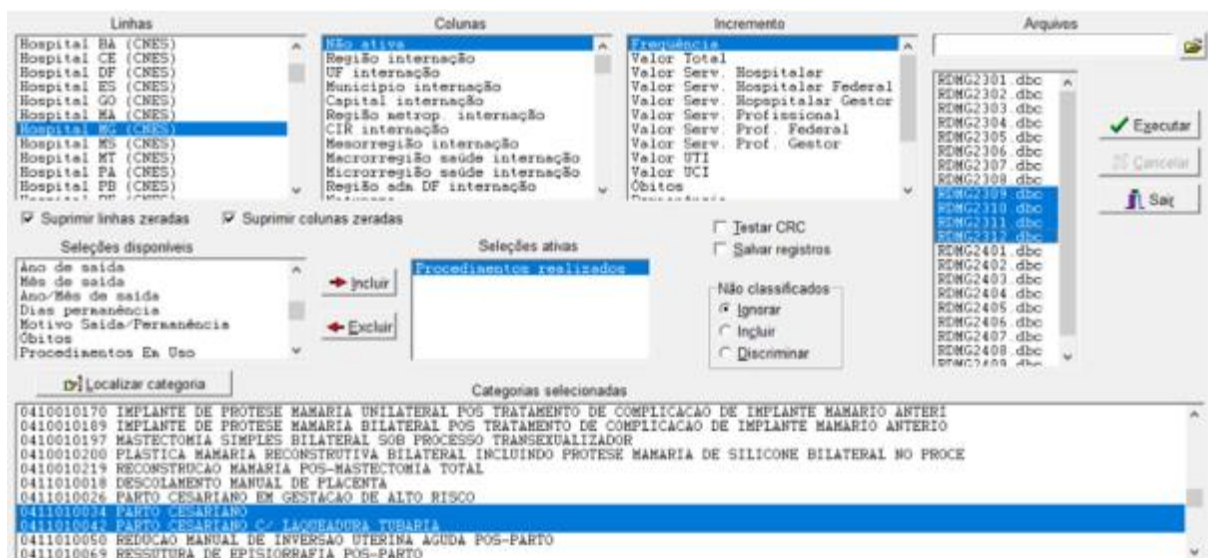 Linhas
Hospital BA (CNES)
Hospital CE (CNES)
Hospital DF (CNES)
Hospital ES (CNES)
Hospital GO (CNES)
Hospital MA (CNES)
Hospital MG (CNES)
Hospital MS (CNES)
Hospital MT (CNES)
Hospital PA (CNES)
Hospital PB (CNES)
Colunas
Não ativa
Região internação
UF internação
Município internação
Capital internação
Região metrop. internação
CIR internação
Mesorregião internação
Macrorregião saúde internação
Microrregião saúde internação
Região adm DF internação
Incremento
Freqüência
Valor Total
Valor Serv. Hospitalar
Valor Serv. Hospitalar Federal
Valor Serv. Hopspitalar Gestor
Valor Serv. Profissional
Valor Serv. Prof. Federal
Valor Serv. Prof. Gestor
Valor UTI
Valor UCI
Óbitos
Arquivos
RDMG2301.dbc
RDMG2302.dbc
RDMG2303.dbc
RDMG2304.dbc
RDMG2305.dbc
RDMG2306.dbc
RDMG2307.dbc
RDMG2308.dbc
RDMG2309.dbc
RDMG2310.dbc
RDMG2311.dbc
RDMG2312.dbc
RDMG2401.dbc
RDMG2402.dbc
RDMG2403.dbc
RDMG2404.dbc
RDMG2405.dbc
RDMG2406.dbc
RDMG2407.dbc
RDMG2408.dbc
RDMG2409.dbc
Executar
Cancelar
Sair
Suprimir linhas zeradas
Suprimir colunas zeradas
Testar CRC
Salvar registros
Seleções disponíveis
Ano de saída
Mês de saída
Ano/Mês de saída
Dias permanência
Motivo Saída/Permanência
Óbitos
Procedimentos Em Uso
Incluir
Excluir
Seleções ativas
Procedimentos realizados
Não classificados
Ignorar
Incluir
Discriminar
Localizar categoria
Categorias selecionadas
0410010170 IMPLANTE DE PROTESE MAMARIA UNILATERAL POS TRATAMENTO DE COMPLICACAO DE IMPLANTE MAMARIO ANTERI
0410010189 IMPLANTE DE PROTESE MAMARIA BILATERAL POS TRATAMENTO DE COMPLICACAO DE IMPLANTE MAMARIO ANTERIO
0410010197 MASTECTOMIA SIMPLES BILATERAL SOB PROCESSO TRANSEXUALIZADOR
0410010200 PLASTICA MAMARIA RECONSTRUTIVA BILATERAL INCLUINDO PROTESE MAMARIA DE SILICONE BILATERAL NO PROCE
0410010219 RECONSTRUCAO MAMARIA POS-MASTECTOMIA TOTAL
0411010018 DESCOLAMENTO MANUAL DE PLACENTA
0411010026 PARTO CESARIANO EM GESTACAO DE ALTO RISCO
0411010034 PARTO CESARIANO
0411010042 PARTO CESARIANO C/ LAQUEADURA TUBARIA
0411010050 REDUCAO MANUAL DE INVERSAO UTERINA AGUDA POS-PARTO
0411010069 RESSUTURA DE EPISIORRAFIA POS-PARTO